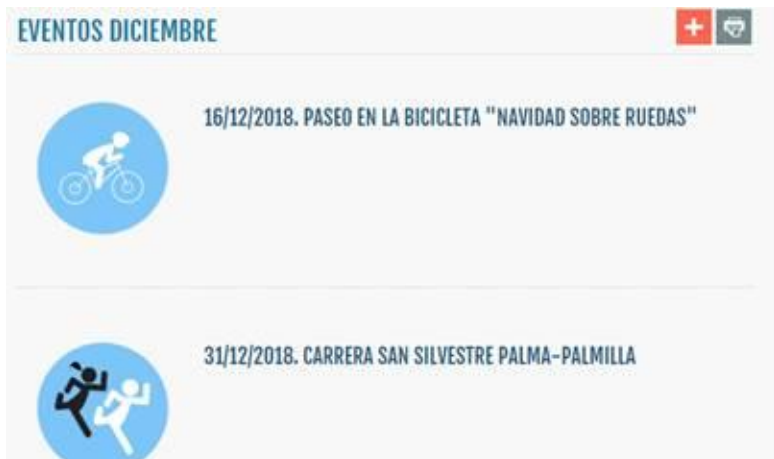 EVENTOS DICIEMBRE
16/12/2018. PASEO EN LA BICICLETA "NAVIDAD SOBRE RUEDAS"
31/12/2018. CARRERA SAN SILVESTRE PALMA-PALMILLA